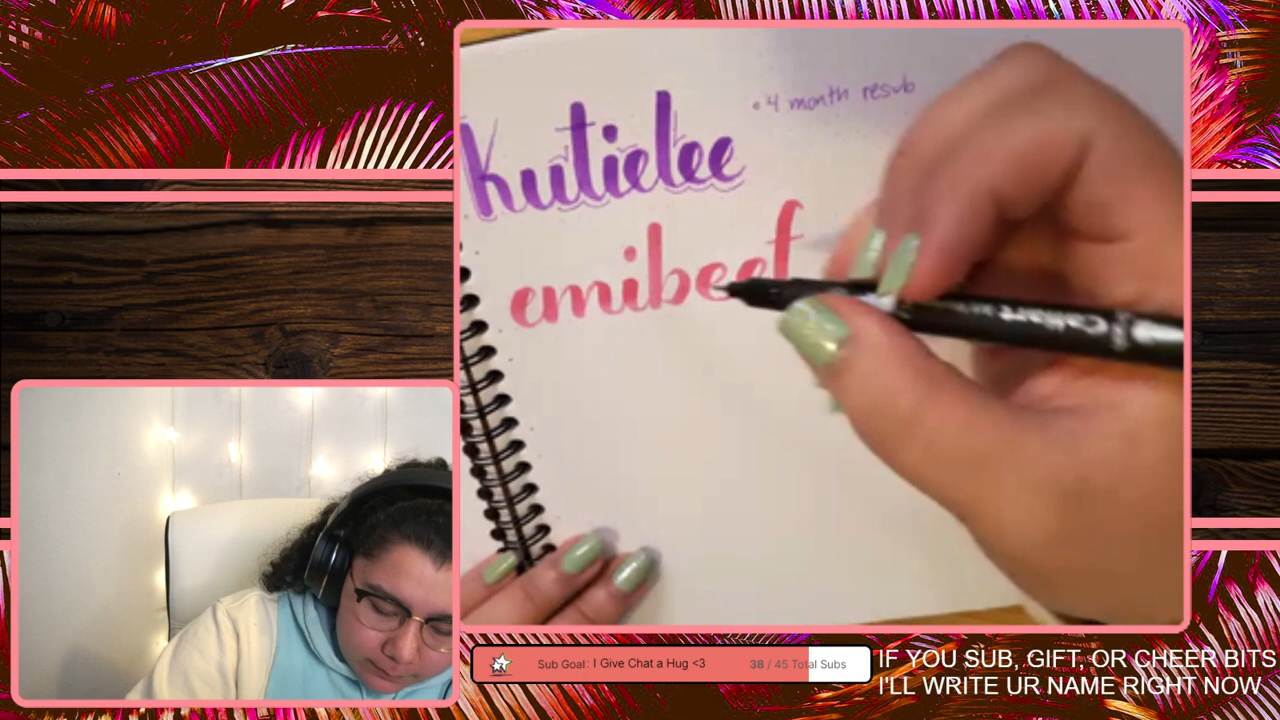 • 4 month resub
Kutielee
emibeef
Calliart
Sub Goal: I Give Chat a Hug <3 38 / 45 Total Subs
IF YOU SUB, GIFT, OR CHEER BITS
I'LL WRITE UR NAME RIGHT NOW